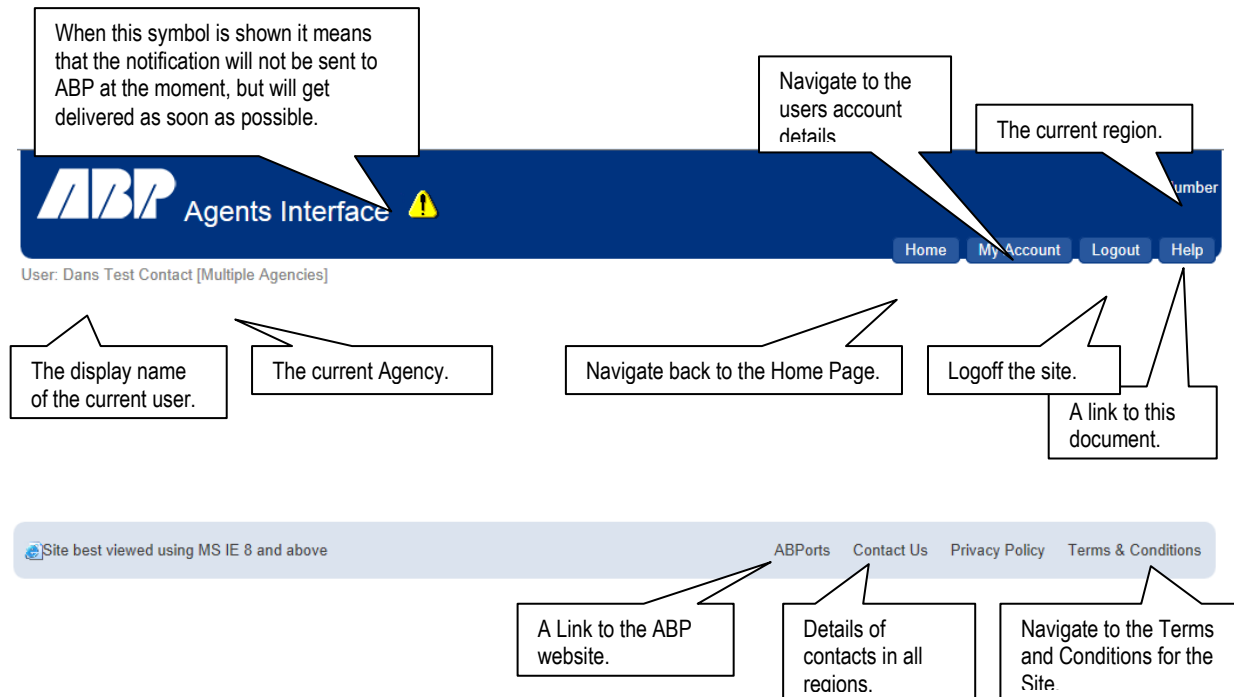 When this symbol is shown it means
that the notification will not be sent to
ABP at the moment, but will get
delivered as soon as possible.
Navigate to the
users account
details
The current region.
ABP Agents Interface
umber
Home My Account Logout Help
User: Dans Test Contact [Multiple Agencies]
The display name
of the current user.
The current Agency.
Navigate back to the Home Page.
Logoff the site.
A link to this
document.
Site best viewed using MS IE 8 and above
ABPorts Contact Us Privacy Policy Terms & Conditions
A Link to the ABP
website.
Details of
contacts in all
regions.
Navigate to the Terms
and Conditions for the
Site.